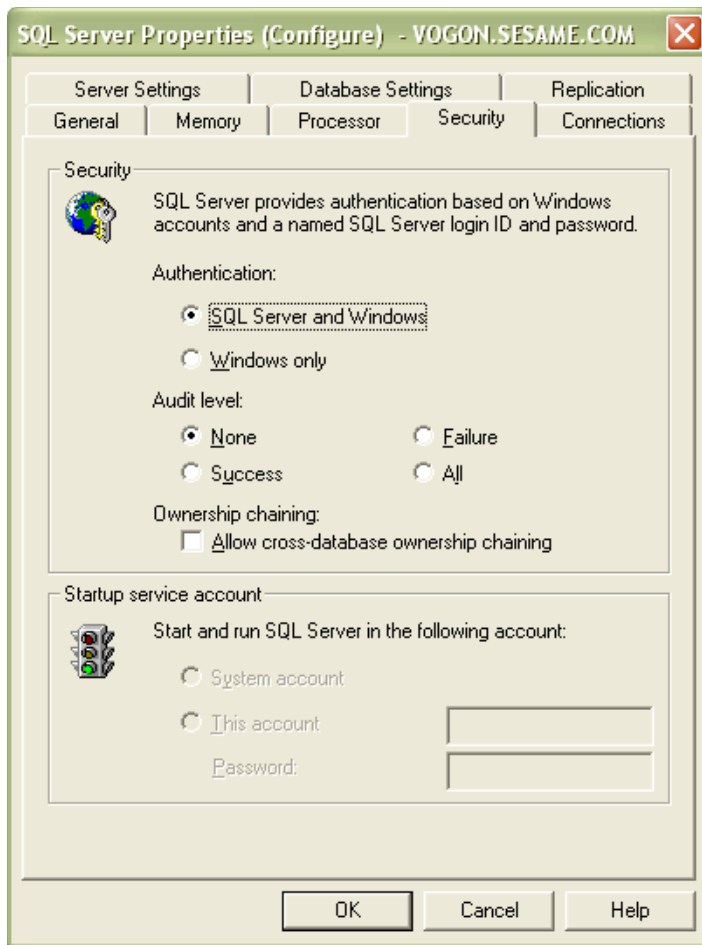 SQL Server Properties (Configure) - VOGON.SESAME.COM
Server Settings
Database Settings
Replication
General
Memory
Processor
Security
Connections
Security
SQL Server provides authentication based on Windows
accounts and a named SQL Server login ID and password.
Authentication:
SQL Server and Windows
Windows only
Audit level:
None
Failure
Success
All
Ownership chaining:
Allow cross-database ownership chaining
Startup service account
Start and run SQL Server in the following account:
System account
This account
Password:
OK
Cancel
Help